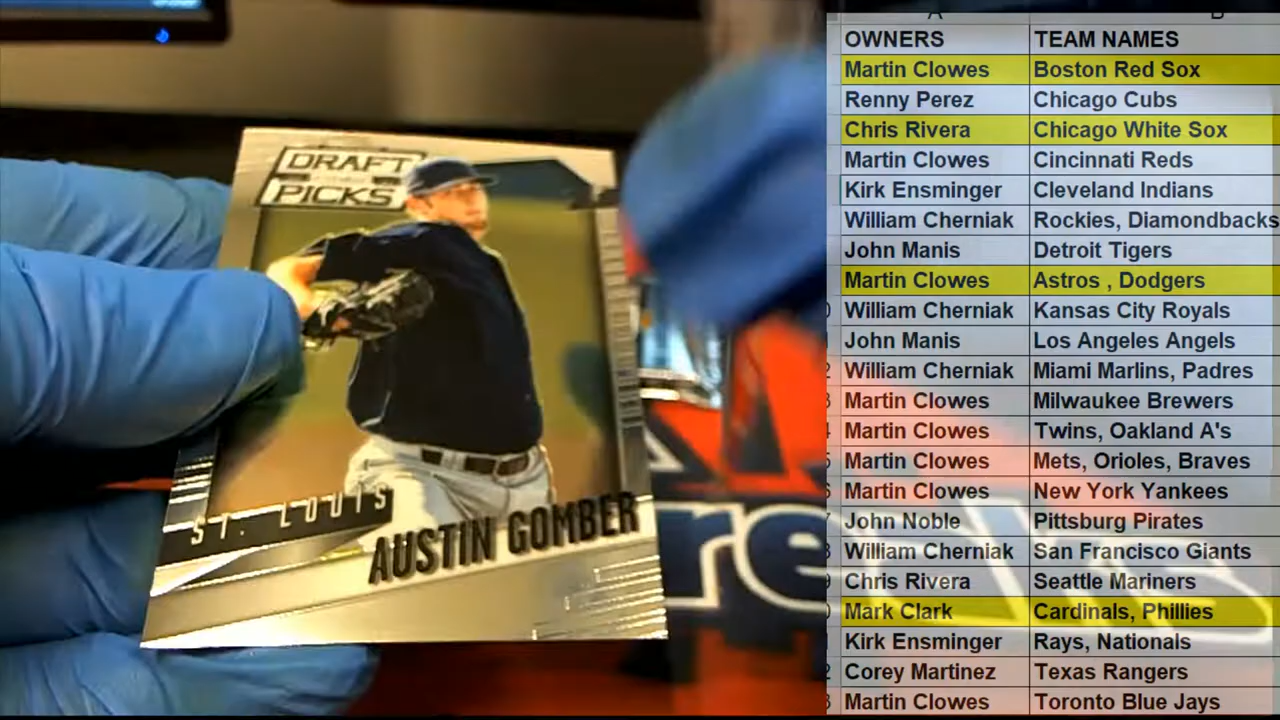 DRAFT
PICKS
ST. LOUIS
AUSTIN GOMBER
re
OWNERS TEAM NAMES
Martin Clowes Boston Red Sox
Renny Perez Chicago Cubs
Chris Rivera Chicago White Sox
Martin Clowes Cincinnati Reds
Kirk Ensminger Cleveland Indians
William Cherniak Rockies, Diamondbacks
John Manis Detroit Tigers
Martin Clowes Astros , Dodgers
William Cherniak Kansas City Royals
John Manis Los Angeles Angels
William Cherniak Miami Marlins, Padres
Martin Clowes Milwaukee Brewers
Martin Clowes Twins, Oakland A's
Martin Clowes Mets, Orioles, Braves
Martin Clowes New York Yankees
John Noble Pittsburg Pirates
William Cherniak San Francisco Giants
Chris Rivera Seattle Mariners
Mark Clark Cardinals, Phillies
Kirk Ensminger Rays, Nationals
Corey Martinez Texas Rangers
Martin Clowes Toronto Blue Jays